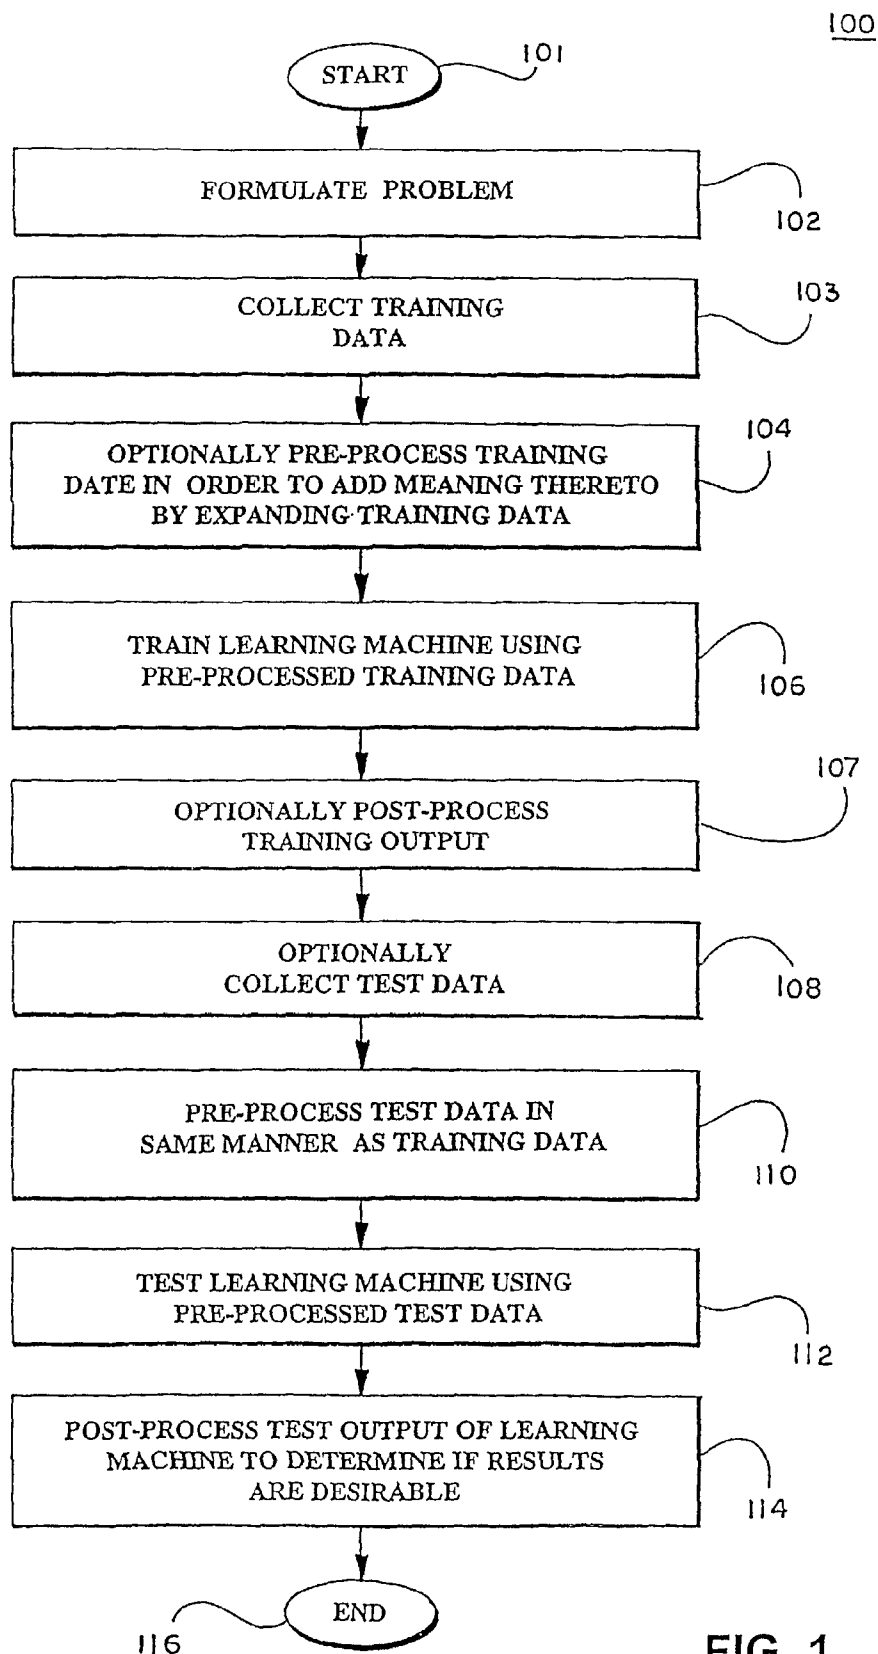 100
START
101
FORMULATE PROBLEM
102
COLLECT TRAINING
DATA
103
OPTIONALLY PRE-PROCESS TRAINING
DATE IN ORDER TO ADD MEANING THERETO
BY EXPANDING TRAINING DATA
104
TRAIN LEARNING MACHINE USING
PRE-PROCESSED TRAINING DATA
106
OPTIONALLY POST-PROCESS
TRAINING OUTPUT
107
OPTIONALLY
COLLECT TEST DATA
108
PRE-PROCESS TEST DATA IN
SAME MANNER AS TRAINING DATA
110
TEST LEARNING MACHINE USING
PRE-PROCESSED TEST DATA
112
POST-PROCESS TEST OUTPUT OF LEARNING
MACHINE TO DETERMINE IF RESULTS
ARE DESIRABLE
114
END
116
FIG. 1